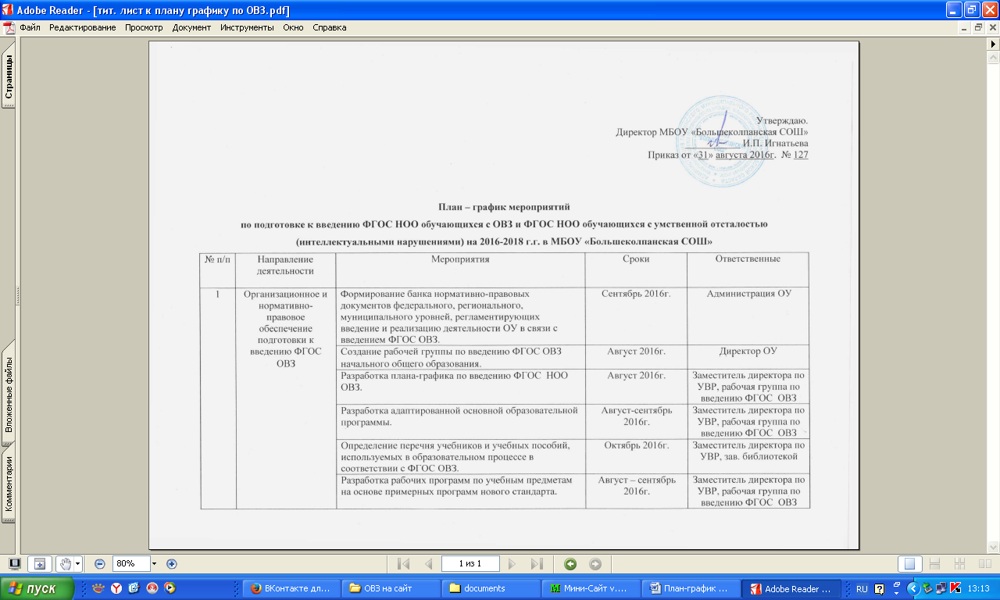 Adobe Reader - [тит. лист к плану графику по ОВЗ.pdf]
Файл Редактирование Просмотр Документ Инструменты Окно Справка
Страницы
Вложенные файлы
Комментарии
Утверждаю.
Директор МБОУ «Большеколпанская СОШ»
____________ И.П. Игнатьева
Приказ от «31» августа 2016г. № 127
План – график мероприятий
по подготовке к введению ФГОС НОО обучающихся с ОВЗ и ФГОС НОО обучающихся с умственной отсталостью
(интеллектуальными нарушениями) на 2016-2018 г.г. в МБОУ «Большеколпанская СОШ»
№ п/п
Направление
деятельности
Мероприятия
Сроки
Ответственные
1
Организационное и
нормативно-
правовое
обеспечение
подготовки к
введению ФГОС
ОВЗ
Формирование банка нормативно-правовых
документов федерального, регионального,
муниципального уровней, регламентирующих
введение и реализацию деятельности ОУ в связи с
введением ФГОС ОВЗ.
Сентябрь 2016г.
Администрация ОУ
Создание рабочей группы по введению ФГОС ОВЗ
начального общего образования.
Август 2016г.
Директор ОУ
Разработка плана-графика по введению ФГОС НОО
ОВЗ.
Август 2016г.
Заместитель директора по
УВР, рабочая группа по
введению ФГОС ОВЗ
Разработка адаптированной основной образовательной
программы.
Август-сентябрь
2016г.
Заместитель директора по
УВР, рабочая группа по
введению ФГОС ОВЗ
Определение перечня учебников и учебных пособий,
используемых в образовательном процессе в
соответствии с ФГОС ОВЗ.
Октябрь 2016г.
Заместитель директора по
УВР, зав. библиотекой
Разработка рабочих программ по учебным предметам
на основе примерных программ нового стандарта.
Август – сентябрь
2016г.
Заместитель директора по
УВР, рабочая группа по
введению ФГОС ОВЗ
80%
1 из 1
пуск
ВКонтакте дл...
ОВЗ на сайт
documents
Мини-Сайт v....
План-график ...
Adobe Reader ...
RU
13:13